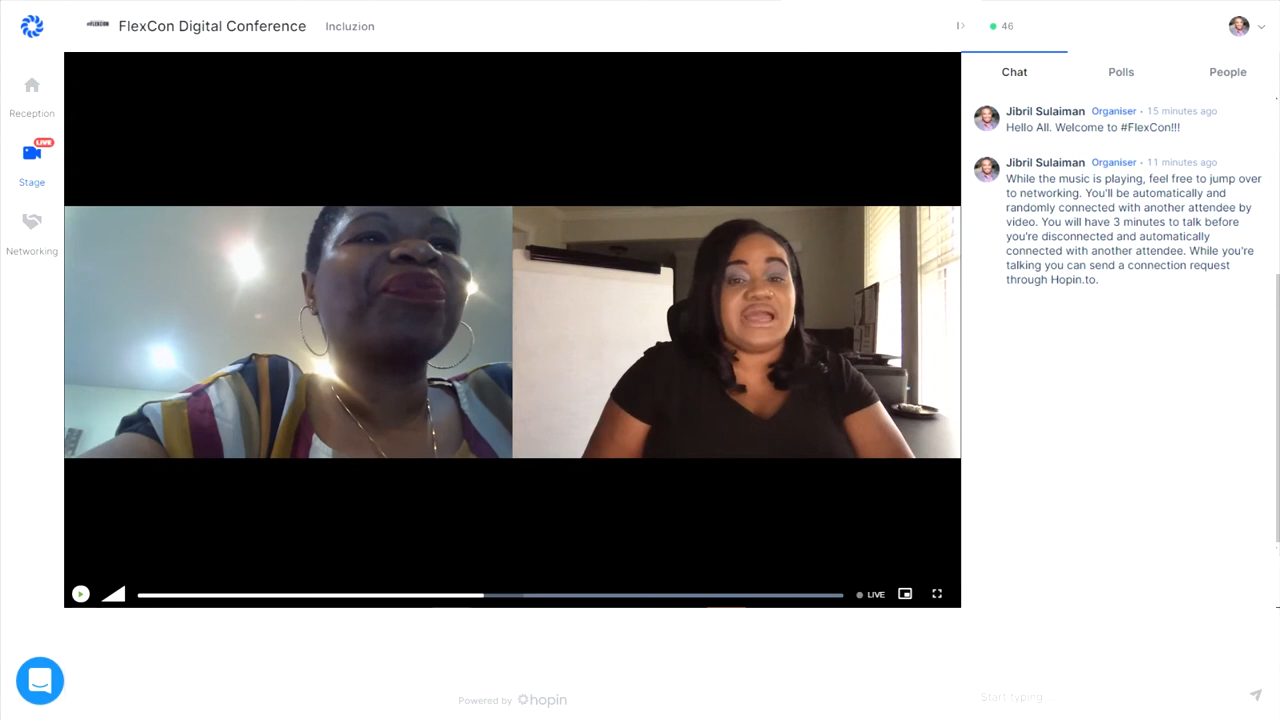 #FLEXCON FlexCon Digital Conference Incluzion
46
Reception
LIVE
Stage
Networking
Chat Polls People
Jibril Sulaiman Organiser • 15 minutes ago
Hello All. Welcome to #FlexCon!!!
Jibril Sulaiman Organiser • 11 minutes ago
While the music is playing, feel free to jump over
to networking. You'll be automatically and
randomly connected with another attendee by
video. You will have 3 minutes to talk before
you're disconnected and automatically
connected with another attendee. While you're
talking you can send a connection request
through Hopin.to.
LIVE
Powered by hopin
Start typing